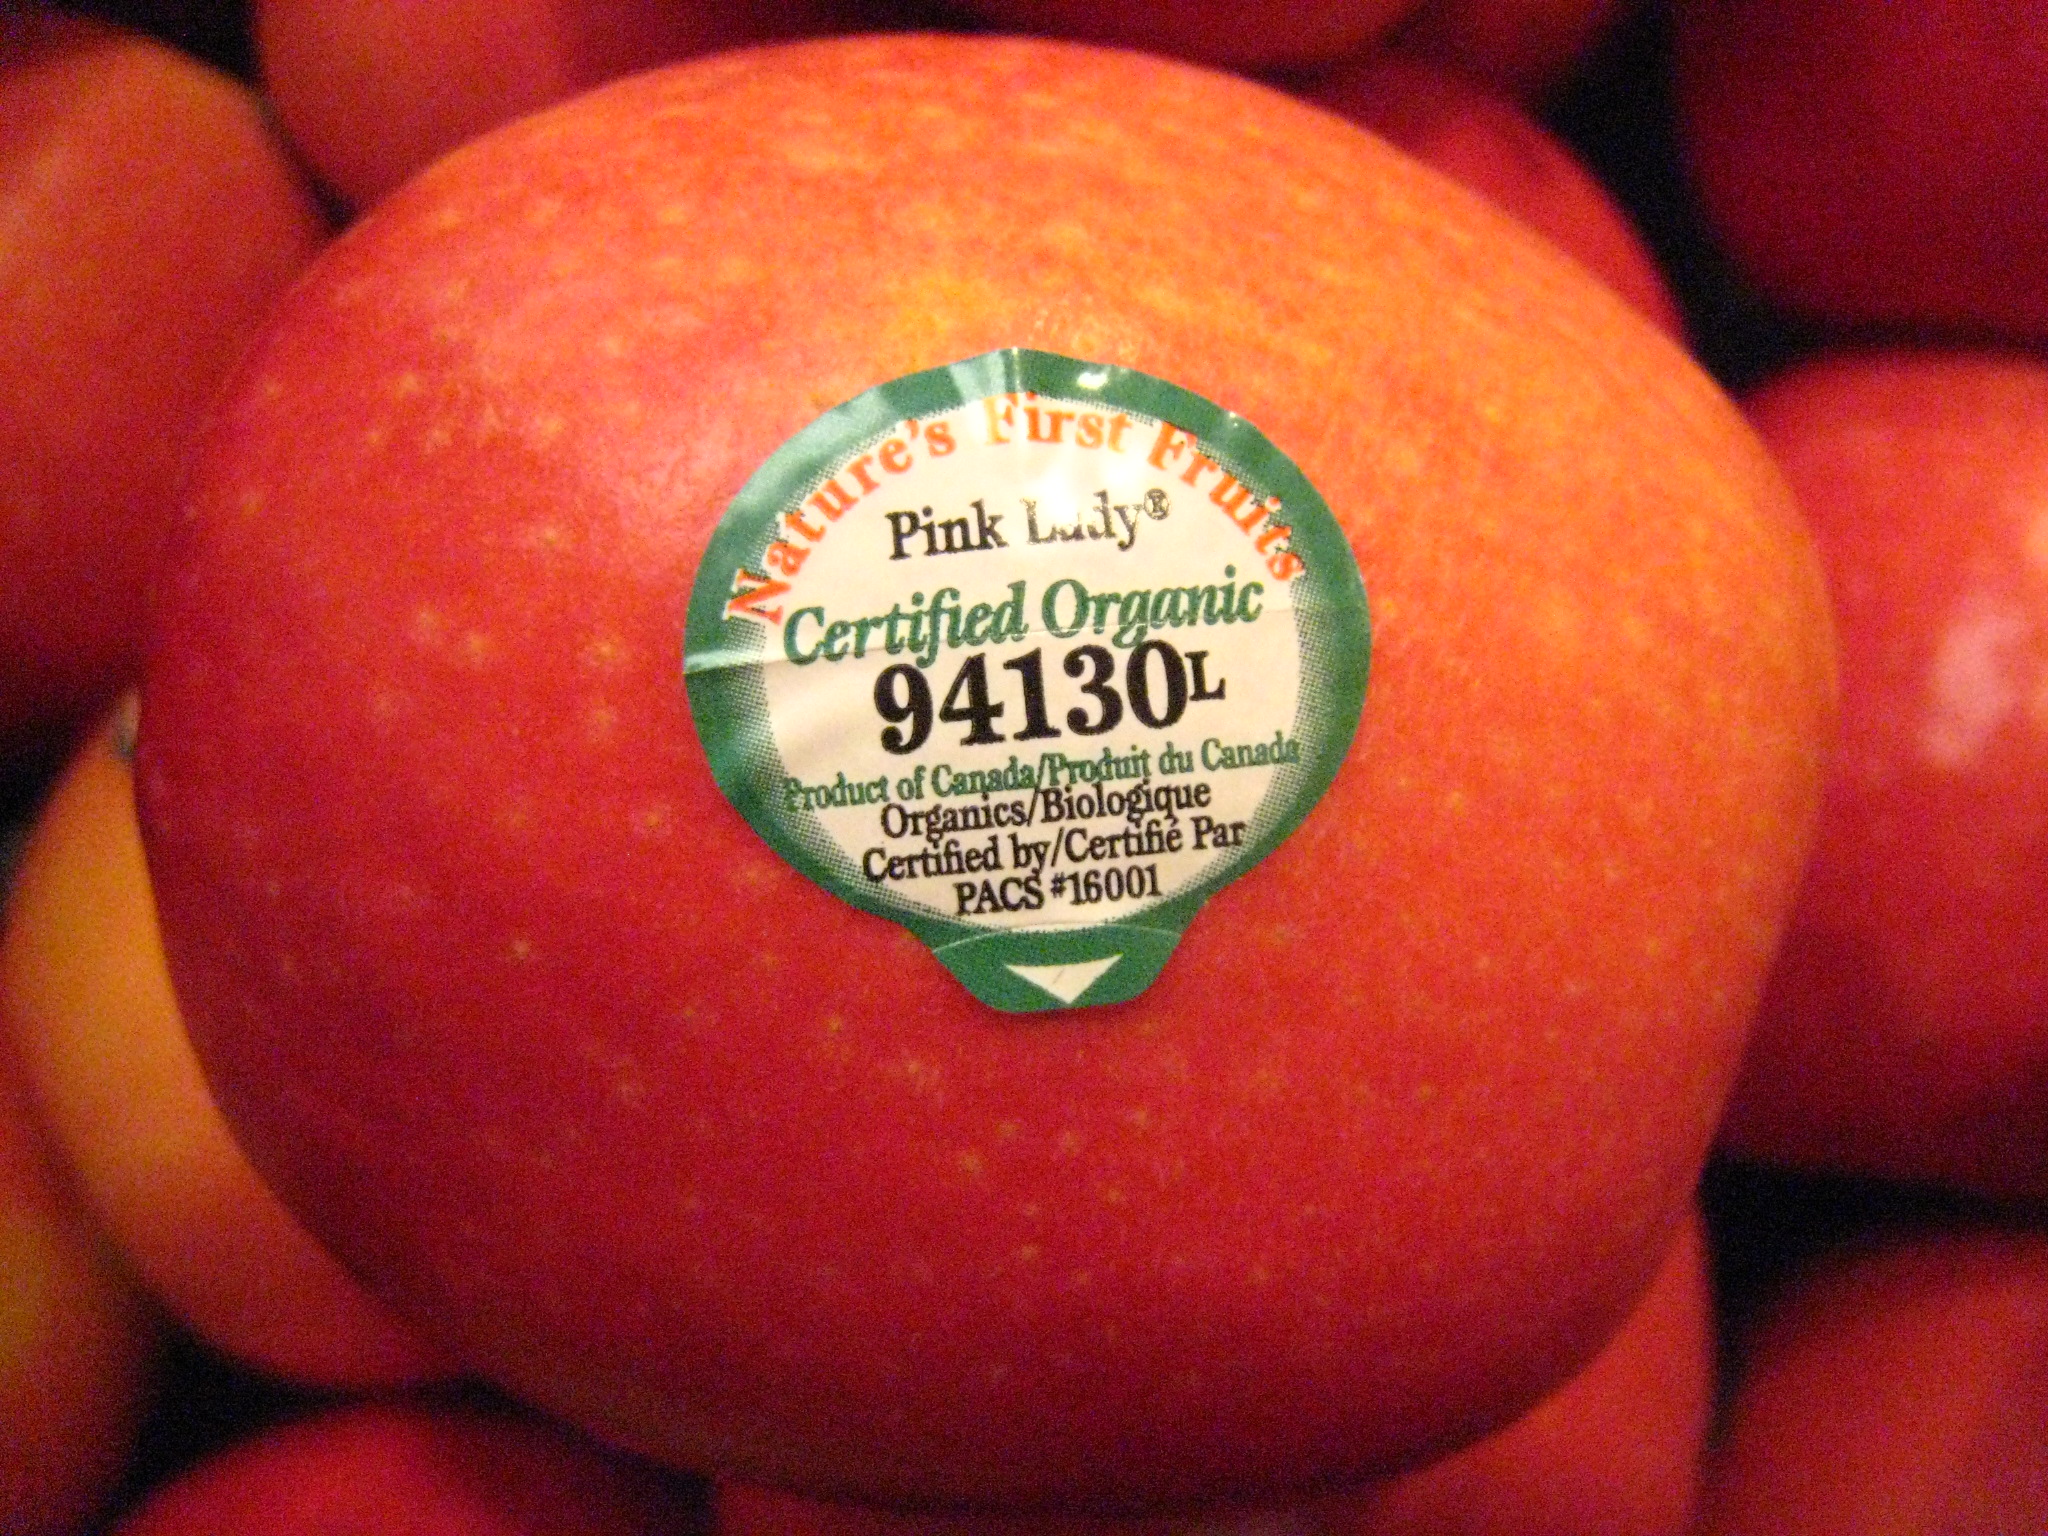 Nature's First Fruits
Pink Lady®
Certified Organic
94130L
Product of Canada/Produit du Canada
Organics/Biologique
Certified by/Certifié Par
PACS #16001